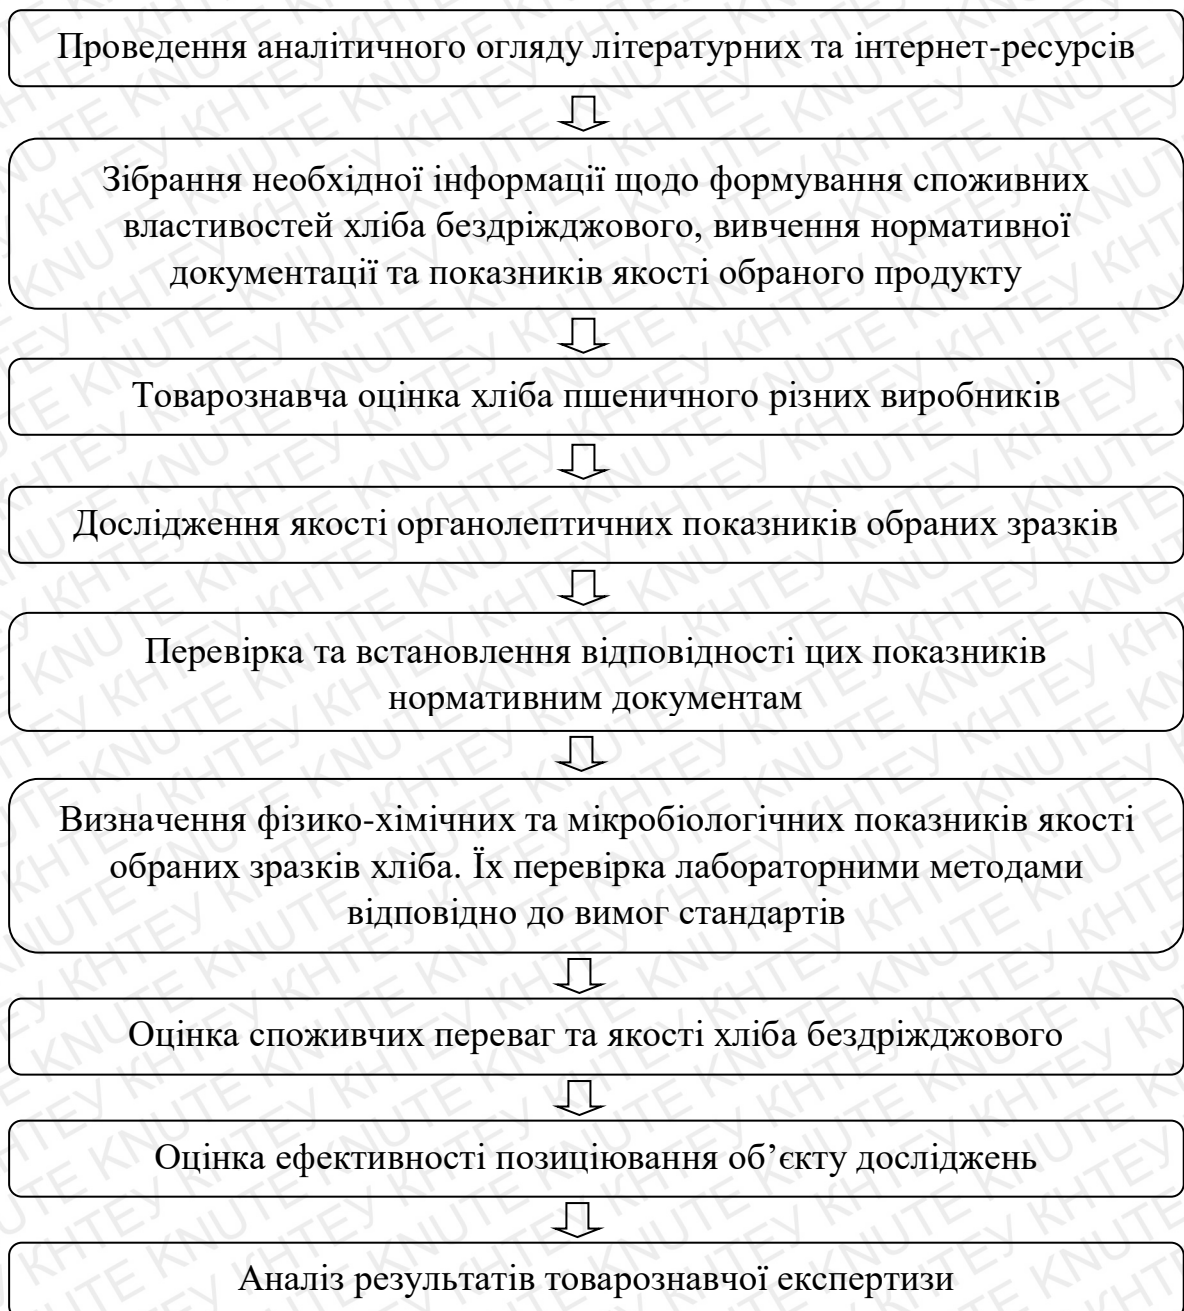 Проведення аналітичного огляду літературних та інтернет-ресурсів
Зібрання необхідної інформації щодо формування споживних
властивостей хліба бездріжджового, вивчення нормативної
документації та показників якості обраного продукту
Товарознавча оцінка хліба пшеничного різних виробників
Дослідження якості органолептичних показників обраних зразків
Перевірка та встановлення відповідності цих показників
нормативним документам
Визначення фізико-хімічних та мікробіологічних показників якості
обраних зразків хліба. Їх перевірка лабораторними методами
відповідно до вимог стандартів
Оцінка споживчих переваг та якості хліба бездріжджового
Оцінка ефективності позиціювання об’єкту досліджень
Аналіз результатів товарознавчої експертизи